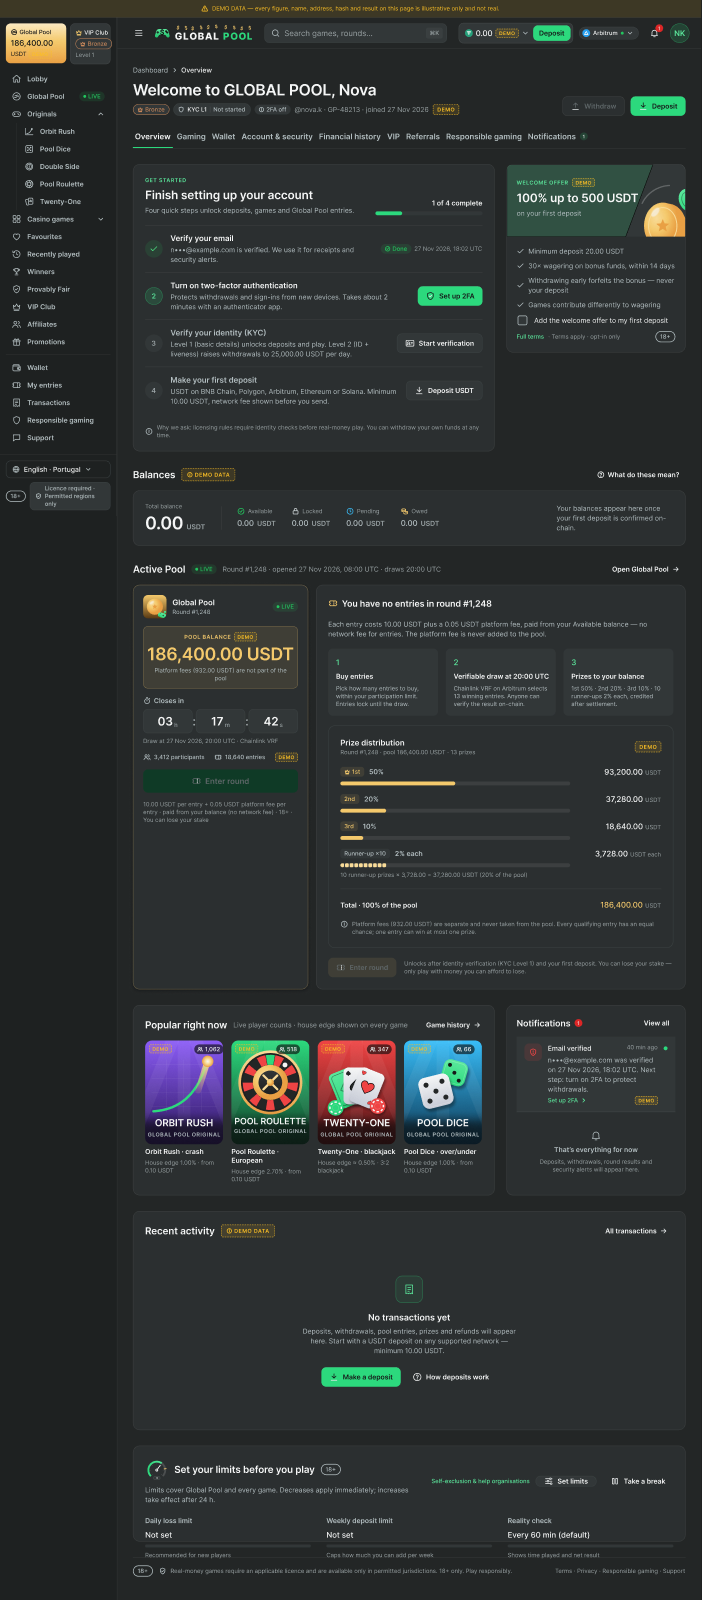 DEMO DATA — every figure, name, address, hash and result on this page is illustrative only and not real.
Global Pool
186,400.00
USDT
VIP Club
Bronze
Level 1
GLOBAL POOL
Search games, rounds...
⌘K
0.00 DEMO
Deposit
Arbitrum
1
NK
Lobby
Global Pool LIVE
Originals
Orbit Rush
Pool Dice
Double Side
Pool Roulette
Twenty-One
Casino games
Favourites
Recently played
Winners
Provably Fair
VIP Club
Affiliates
Promotions
Wallet
My entries
Transactions
Responsible gaming
Support
English · Portugal
18+
Licence required ·
Permitted regions
only
Dashboard > Overview
Welcome to GLOBAL POOL, Nova
Bronze KYC L1 Not started 2FA off @nova.k · GP-48213 · joined 27 Nov 2026 DEMO
Withdraw
Deposit
Overview Gaming Wallet Account & security Financial history VIP Referrals Responsible gaming Notifications 1
GET STARTED
Finish setting up your account
Four quick steps unlock deposits, games and Global Pool entries.
1 of 4 complete
Verify your email
n•••@example.com is verified. We use it for receipts and
security alerts.
Done 27 Nov 2026, 18:02 UTC
2
Turn on two-factor authentication
Protects withdrawals and sign-ins from new devices. Takes about 2
minutes with an authenticator app.
Set up 2FA
3
Verify your identity (KYC)
Level 1 (basic details) unlocks deposits and play. Level 2 (ID +
liveness) raises withdrawals to 25,000.00 USDT per day.
Start verification
4
Make your first deposit
USDT on BNB Chain, Polygon, Arbitrum, Ethereum or Solana. Minimum
10.00 USDT, network fee shown before you send.
Deposit USDT
Why we ask: licensing rules require identity checks before real-money play. You can withdraw your own funds at any
time.
WELCOME OFFER DEMO
100% up to 500 USDT
on your first deposit
Minimum deposit 20.00 USDT
30× wagering on bonus funds, within 14 days
Withdrawing early forfeits the bonus — never
your deposit
Games contribute differently to wagering
Add the welcome offer to my first deposit
Full terms · Terms apply · opt-in only
18+
Balances DEMO DATA
What do these mean?
Total balance
0.00 USDT
Available
0.00 USDT
Locked
0.00 USDT
Pending
0.00 USDT
Owed
0.00 USDT
Your balances appear here once
your first deposit is confirmed on-
chain.
Active Pool LIVE Round #1,248 · opened 27 Nov 2026, 08:00 UTC · draws 20:00 UTC
Open Global Pool →
Global Pool
Round #1,248
LIVE
POOL BALANCE DEMO
186,400.00 USDT
Platform fees (932.00 USDT) are not part of the
pool
Closes in
03 h : 17 m : 42 s
Draw at 27 Nov 2026, 20:00 UTC · Chainlink VRF
3,412 participants 18,640 entries DEMO
Enter round
10.00 USDT per entry + 0.05 USDT platform fee per
entry · paid from your balance (no network fee) · 18+ ·
You can lose your stake
You have no entries in round #1,248
Each entry costs 10.00 USDT plus a 0.05 USDT platform fee, paid from your Available balance — no
network fee for entries. The platform fee is never added to the pool.
1
Buy entries
Pick how many entries to buy,
within your participation limit.
Entries lock until the draw.
2
Verifiable draw at 20:00 UTC
Chainlink VRF on Arbitrum selects
13 winning entries. Anyone can
verify the result on-chain.
3
Prizes to your balance
1st 50% · 2nd 20% · 3rd 10% · 10
runner-ups 2% each, credited
after settlement.
Prize distribution
Round #1,248 · pool 186,400.00 USDT · 13 prizes
DEMO
1st 50%
93,200.00 USDT
2nd 20%
37,280.00 USDT
3rd 10%
18,640.00 USDT
Runner-up ×10 2% each
3,728.00 USDT each
10 runner-up prizes × 3,728.00 = 37,280.00 USDT (20% of the pool)
Total · 100% of the pool
186,400.00 USDT
Platform fees (932.00 USDT) are separate and never taken from the pool. Every qualifying entry has an equal
chance; one entry can win at most one prize.
Enter round
Unlocks after identity verification (KYC Level 1) and your first deposit. You can lose your stake —
only play with money you can afford to lose.
Popular right now Live player counts · house edge shown on every game
Game history →
DEMO 1,062
ORBIT RUSH
GLOBAL POOL ORIGINAL
Orbit Rush · crash
House edge 1.00% · from
0.10 USDT
DEMO 518
POOL ROULETTE
GLOBAL POOL ORIGINAL
Pool Roulette ·
European
House edge 2.70% · from
0.10 USDT
DEMO 347
TWENTY-ONE
GLOBAL POOL ORIGINAL
Twenty-One · blackjack
House edge ≈ 0.50% · 3:2
blackjack
DEMO 66
POOL DICE
GLOBAL POOL ORIGINAL
Pool Dice · over/under
House edge 1.00% · from
0.10 USDT
Notifications 1
View all
Email verified
40 min ago
n•••@example.com was verified
on 27 Nov 2026, 18:02 UTC. Next
step: turn on 2FA to protect
withdrawals.
Set up 2FA >
DEMO
That's everything for now
Deposits, withdrawals, round results and
security alerts will appear here.
Recent activity DEMO DATA
All transactions →
No transactions yet
Deposits, withdrawals, pool entries, prizes and refunds will appear
here. Start with a USDT deposit on any supported network —
minimum 10.00 USDT.
Make a deposit
How deposits work
Set your limits before you play 18+
Limits cover Global Pool and every game. Decreases apply immediately; increases
take effect after 24 h.
Self-exclusion & help organisations
Set limits
Take a break
Daily loss limit
Not set
Recommended for new players
Weekly deposit limit
Not set
Caps how much you can add per week
Reality check
Every 60 min (default)
Shows time played and net result
18+
Real-money games require an applicable licence and are available only in permitted jurisdictions. 18+ only. Play responsibly.
Terms · Privacy · Responsible gaming · Support